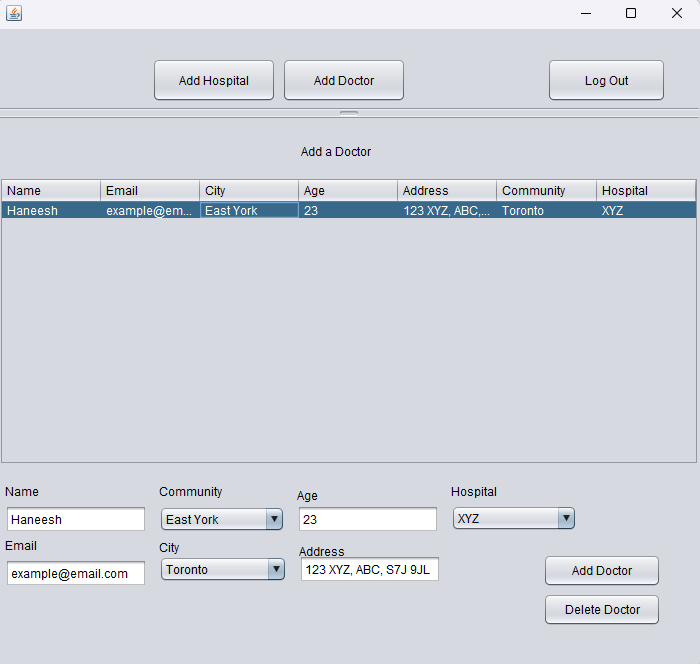 Add Hospital Add Doctor Log Out
Add a Doctor
Name Email City Age Address Community Hospital
Haneesh example@em... East York 23 123 XYZ, ABC,... Toronto XYZ
Name Community Age Hospital
Haneesh East York 23 XYZ
Email City Address
example@email.com Toronto 123 XYZ, ABC, S7J 9JL
Add Doctor
Delete Doctor